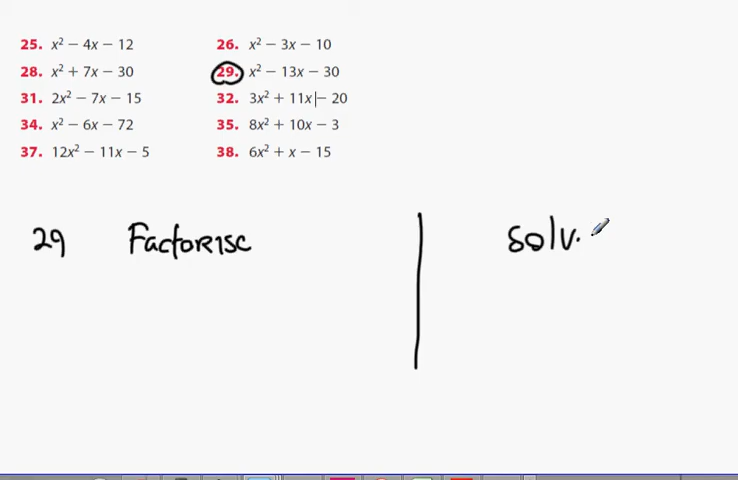 25. x² − 4x − 12 26. x² − 3x − 10
28. x² + 7x − 30 29. x² − 13x − 30
31. 2x² − 7x − 15 32. 3x² + 11x − 20
34. x² − 6x − 72 35. 8x² + 10x − 3
37. 12x² − 11x − 5 38. 6x² + x − 15
29 Factorise solv.